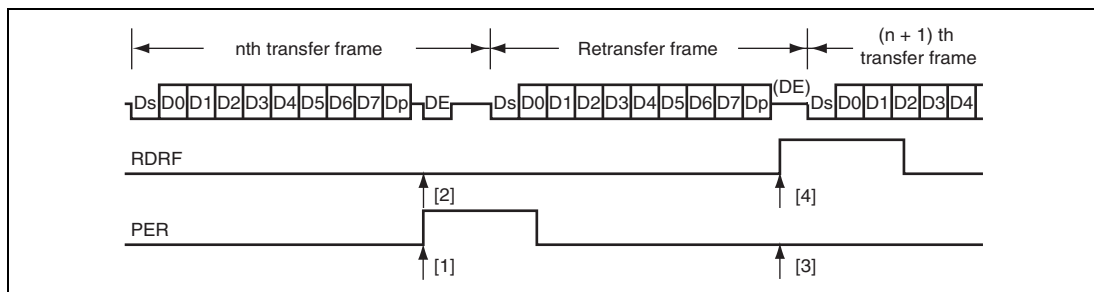 nth transfer frame
Retransfer frame
(n + 1) th
transfer frame
Ds D0 D1 D2 D3 D4 D5 D6 D7 Dp DE Ds D0 D1 D2 D3 D4 D5 D6 D7 Dp (DE) Ds D0 D1 D2 D3 D4
RDRF
[2] [4]
PER
[1] [3]